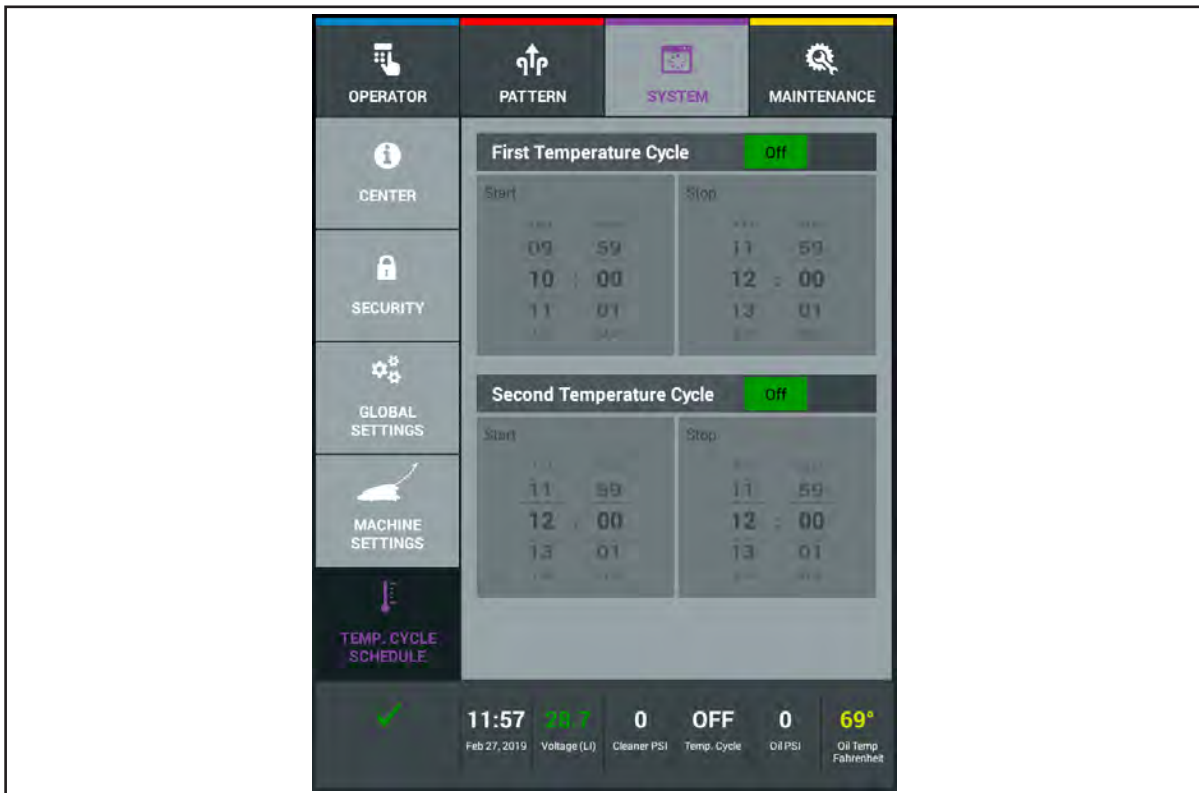 OPERATOR
PATTERN
SYSTEM
MAINTENANCE
CENTER
SECURITY
GLOBAL
SETTINGS
MACHINE
SETTINGS
TEMP. CYCLE
SCHEDULE
First Temperature Cycle
Off
Start
Stop
09 59
11 59
10 : 00
12 : 00
11 01
13 01
Second Temperature Cycle
Off
Start
Stop
11 59
11 59
12 : 00
12 : 00
13 01
13 01
11:57
Feb 27, 2019
28.7
Voltage (LI)
0
Cleaner PSI
OFF
Temp. Cycle
0
Oil PSI
69°
Oil Temp
Fahrenheit